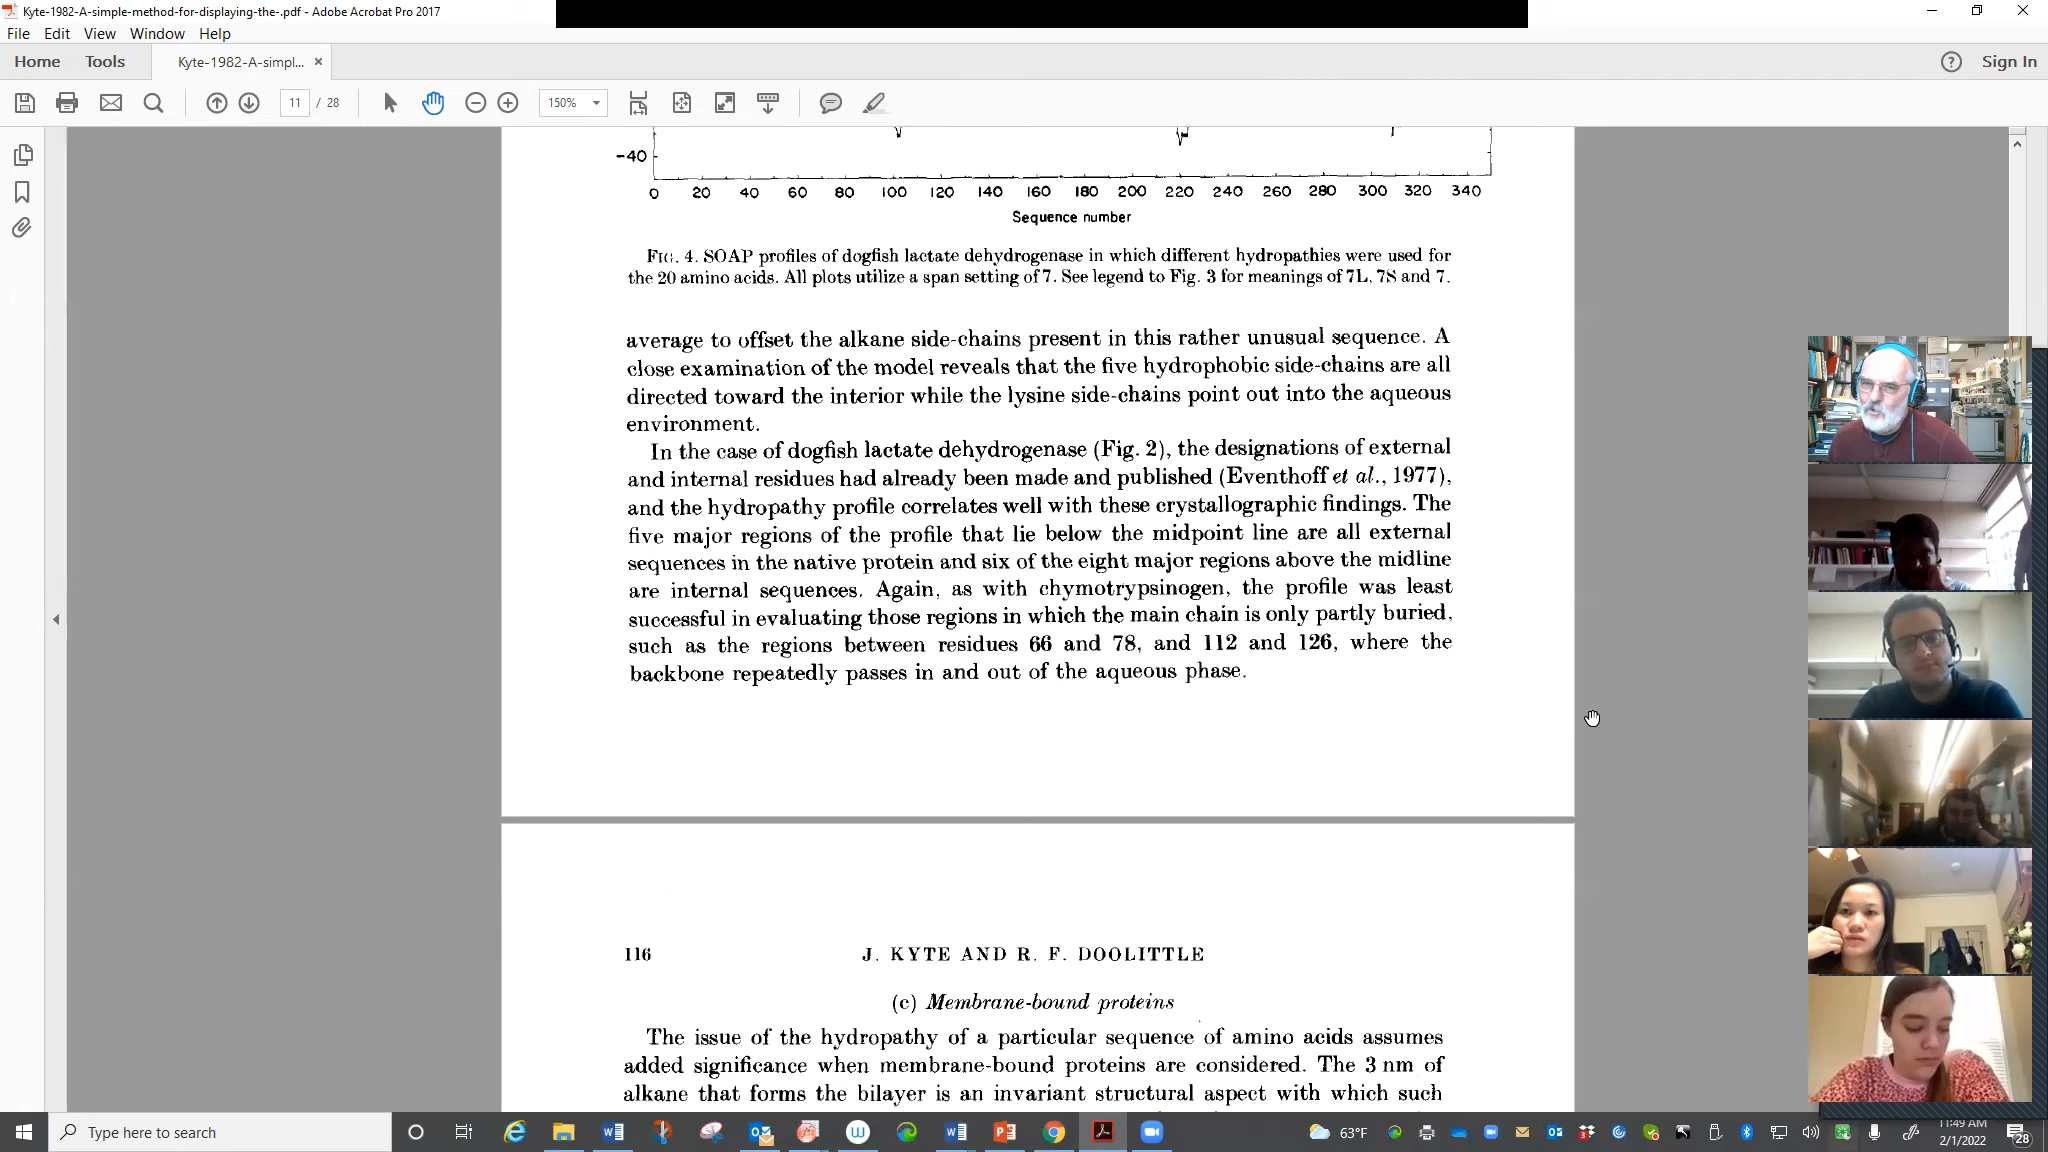 Kyte-1982-A-simple-method-for-displaying-the-.pdf - Adobe Acrobat Pro 2017
File Edit View Window Help
Home Tools Kyte-1982-A-simpl... × Sign In
11 / 28 150%
-40
0 20 40 60 80 100 120 140 160 180 200 220 240 260 280 300 320 340
Sequence number
FIG. 4. SOAP profiles of dogfish lactate dehydrogenase in which different hydropathies were used for
the 20 amino acids. All plots utilize a span setting of 7. See legend to Fig. 3 for meanings of 7L, 7S and 7.
average to offset the alkane side-chains present in this rather unusual sequence. A
close examination of the model reveals that the five hydrophobic side-chains are all
directed toward the interior while the lysine side-chains point out into the aqueous
environment.
In the case of dogfish lactate dehydrogenase (Fig. 2), the designations of external
and internal residues had already been made and published (Eventhoff et al., 1977),
and the hydropathy profile correlates well with these crystallographic findings. The
five major regions of the profile that lie below the midpoint line are all external
sequences in the native protein and six of the eight major regions above the midline
are internal sequences. Again, as with chymotrypsinogen, the profile was least
successful in evaluating those regions in which the main chain is only partly buried,
such as the regions between residues 66 and 78, and 112 and 126, where the
backbone repeatedly passes in and out of the aqueous phase.
116 J. KYTE AND R. F. DOOLITTLE
(c) Membrane-bound proteins
The issue of the hydropathy of a particular sequence of amino acids assumes
added significance when membrane-bound proteins are considered. The 3 nm of
alkane that forms the bilayer is an invariant structural aspect with which such
Type here to search 63°F 11:49 AM
2/1/2022 28